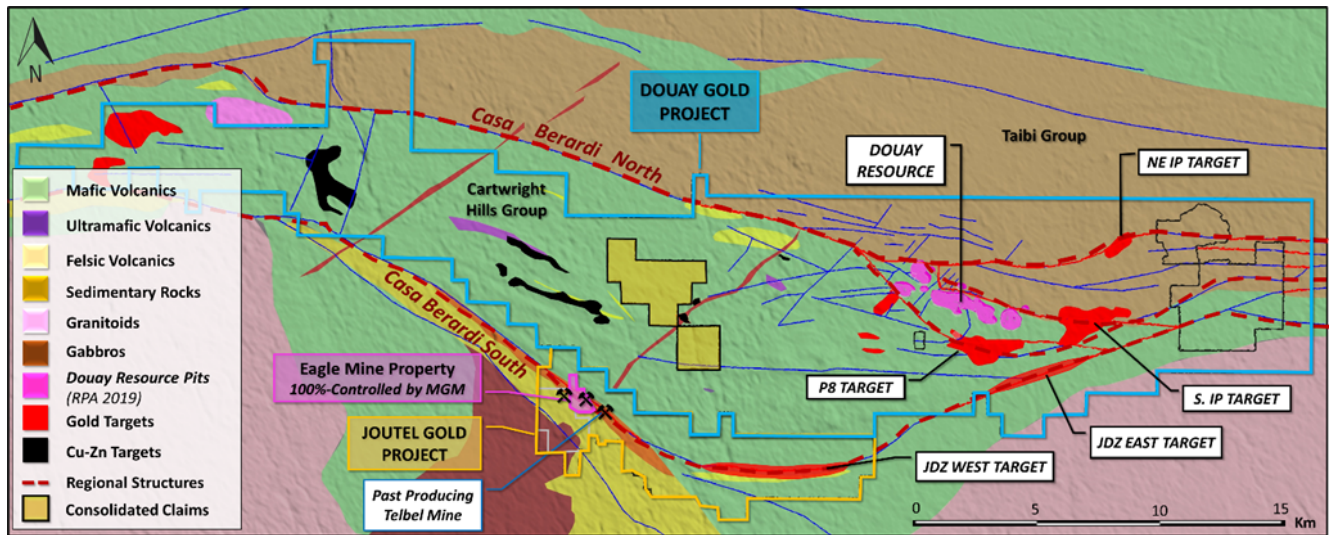 N
DOUAY GOLD
PROJECT
Casa Berardi North
Taibi Group
DOUAY
RESOURCE
NE IP TARGET
Cartwright
Hills Group
Mafic Volcanics
Ultramafic Volcanics
Felsic Volcanics
Sedimentary Rocks
Granitoids
Gabbros
Douay Resource Pits
(RPA 2019)
Gold Targets
Cu-Zn Targets
Regional Structures
Consolidated Claims
Casa Berardi South
Eagle Mine Property
100%-Controlled by MGM
JOUTEL GOLD
PROJECT
Past Producing
Telbel Mine
P8 TARGET
S. IP TARGET
JDZ EAST TARGET
JDZ WEST TARGET
0 5 10 15
Km